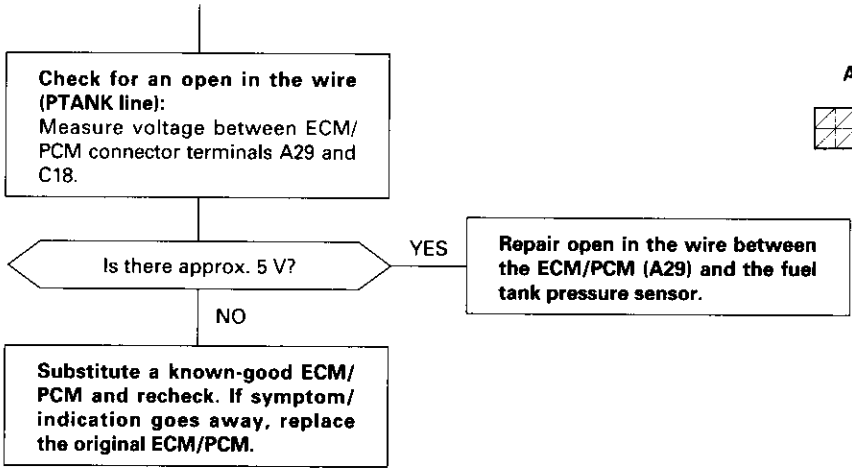 Check for an open in the wire
(PTANK line):
Measure voltage between ECM/
PCM connector terminals A29 and
C18.
A
Is there approx. 5 V?
YES
Repair open in the wire between
the ECM/PCM (A29) and the fuel
tank pressure sensor.
NO
Substitute a known-good ECM/
PCM and recheck. If symptom/
indication goes away, replace
the original ECM/PCM.